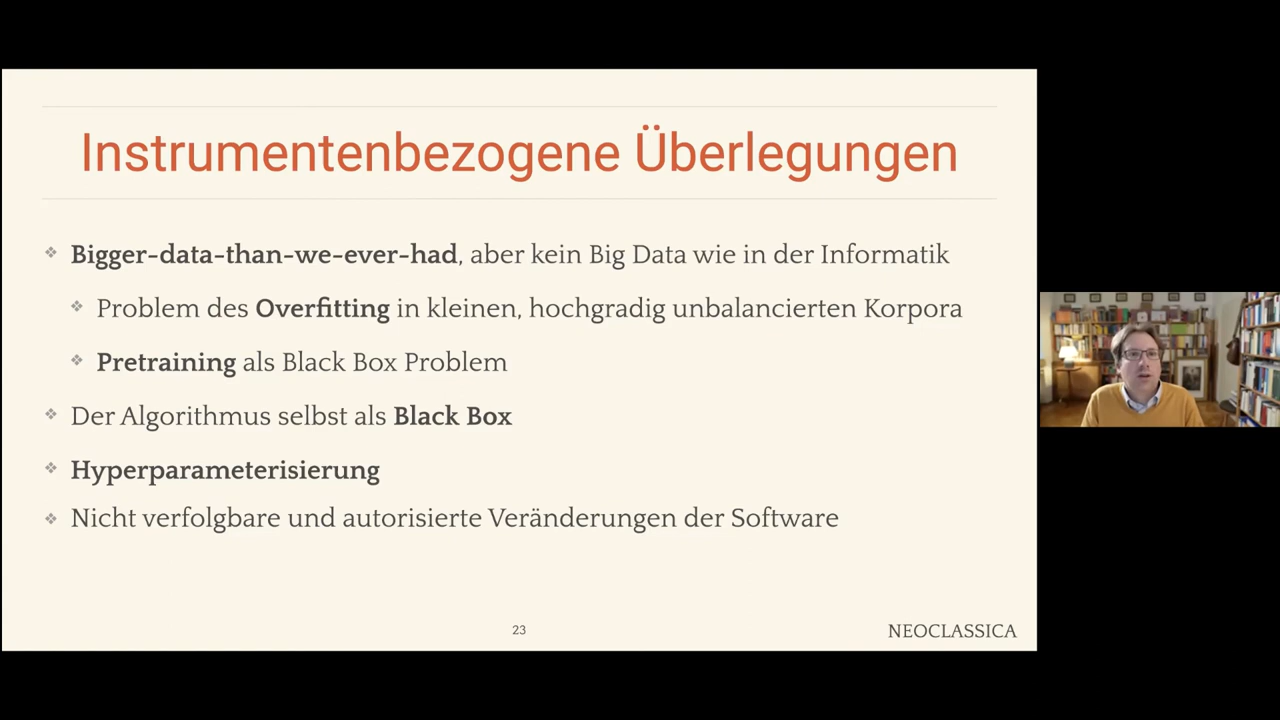 Instrumentenbezogene Überlegungen
Bigger-data-than-we-ever-had, aber kein Big Data wie in der Informatik
Problem des Overfitting in kleinen, hochgradig unbalancierten Korpora
Pretraining als Black Box Problem
Der Algorithmus selbst als Black Box
Hyperparameterisierung
Nicht verfolgbare und autorisierte Veränderungen der Software
23
NEOCLASSICA